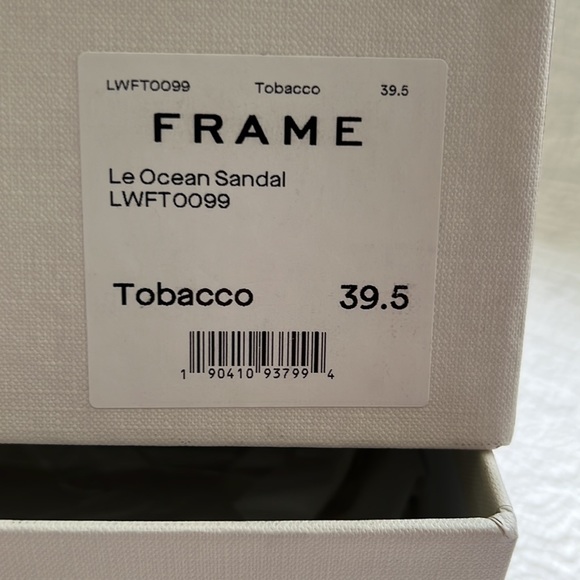 LWFT0099 Tobacco 39.5
FRAME
Le Ocean Sandal
LWFT0099
Tobacco 39.5
1 90410 93799 4